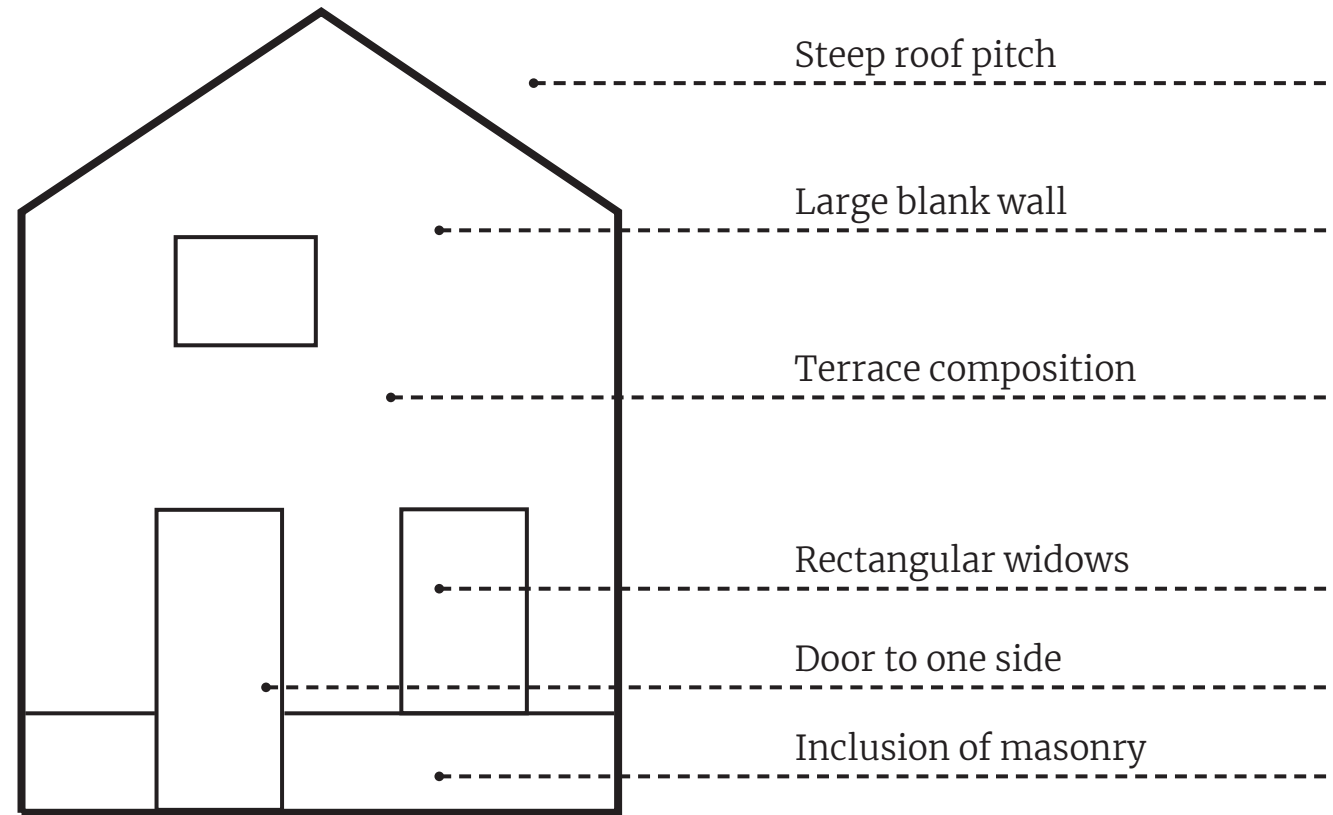 Steep roof pitch
Large blank wall
Terrace composition
Rectangular widows
Door to one side
Inclusion of masonry